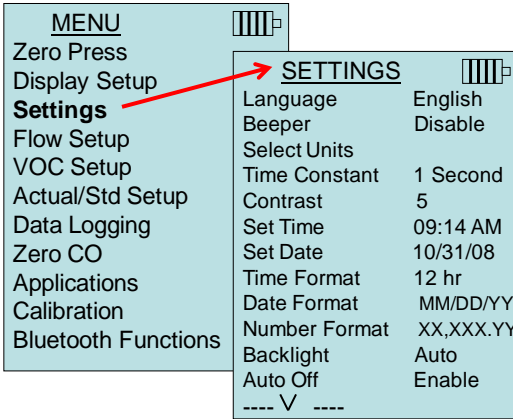 MENU
Zero Press
Display Setup
Settings
Flow Setup
VOC Setup
Actual/Std Setup
Data Logging
Zero CO
Applications
Calibration
Bluetooth Functions
SETTINGS
Language English
Beeper Disable
Select Units
Time Constant 1 Second
Contrast 5
Set Time 09:14 AM
Set Date 10/31/08
Time Format 12 hr
Date Format MM/DD/YY
Number Format XX,XXX.YY
Backlight Auto
Auto Off Enable
---- V ----